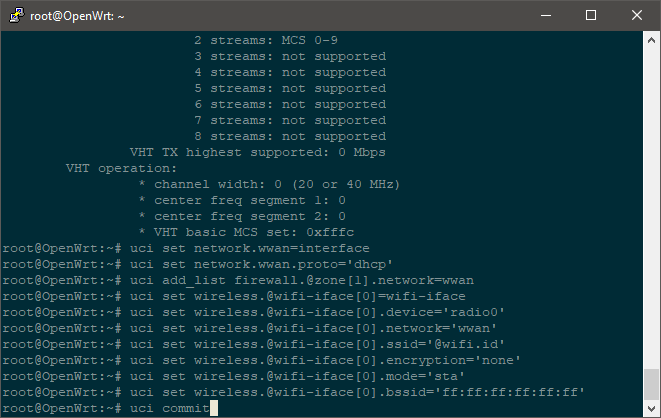 root@OpenWrt: ~
2 streams: MCS 0-9
3 streams: not supported
4 streams: not supported
5 streams: not supported
6 streams: not supported
7 streams: not supported
8 streams: not supported
VHT TX highest supported: 0 Mbps
VHT operation:
* channel width: 0 (20 or 40 MHz)
* center freq segment 1: 0
* center freq segment 2: 0
* VHT basic MCS set: 0xfffc
root@OpenWrt:~# uci set network.wwan=interface
root@OpenWrt:~# uci set network.wwan.proto='dhcp'
root@OpenWrt:~# uci add_list firewall.@zone[1].network=wwan
root@OpenWrt:~# uci set wireless.@wifi-iface[0]=wifi-iface
root@OpenWrt:~# uci set wireless.@wifi-iface[0].device='radio0'
root@OpenWrt:~# uci set wireless.@wifi-iface[0].network='wwan'
root@OpenWrt:~# uci set wireless.@wifi-iface[0].ssid='@wifi.id'
root@OpenWrt:~# uci set wireless.@wifi-iface[0].encryption='none'
root@OpenWrt:~# uci set wireless.@wifi-iface[0].mode='sta'
root@OpenWrt:~# uci set wireless.@wifi-iface[0].bssid='ff:ff:ff:ff:ff:ff'
root@OpenWrt:~# uci commit